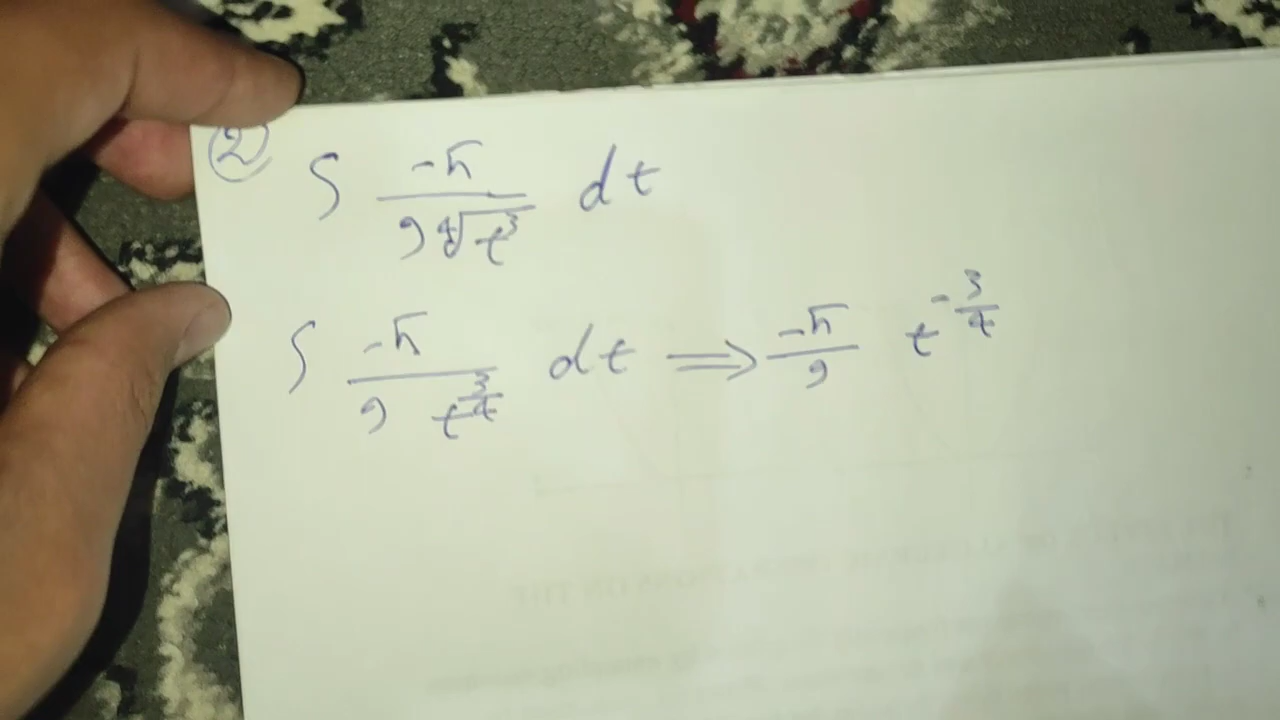 ② ∫ -π / 9 ∜t³ dt
∫ -π / 9 t^(3/4) dt ⟹ -π / 9 t^(-3/4)